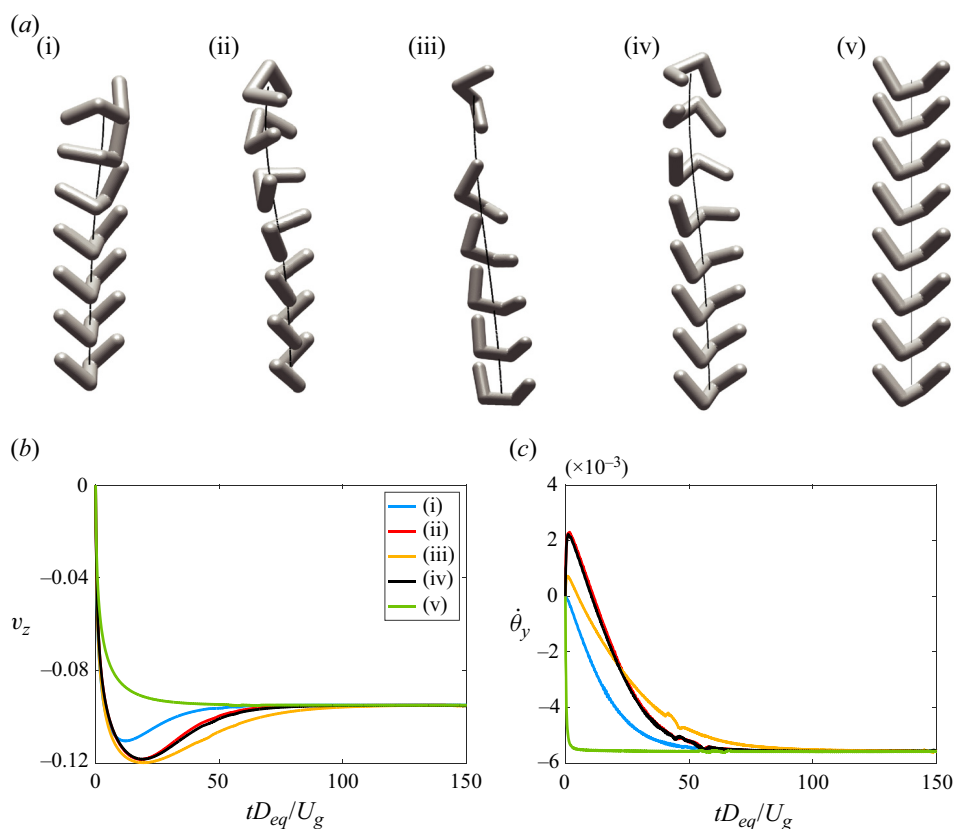 (a)
(i) (ii) (iii) (iv) (v)
(b) (c)
(×10⁻³)
0
−0.04
−0.08
−0.12
v_z
0 50 100 150
tD_eq/U_g
(i)
(ii)
(iii)
(iv)
(v)
4
2
0
−2
−4
−6
θ̇_y
0 50 100 150
tD_eq/U_g